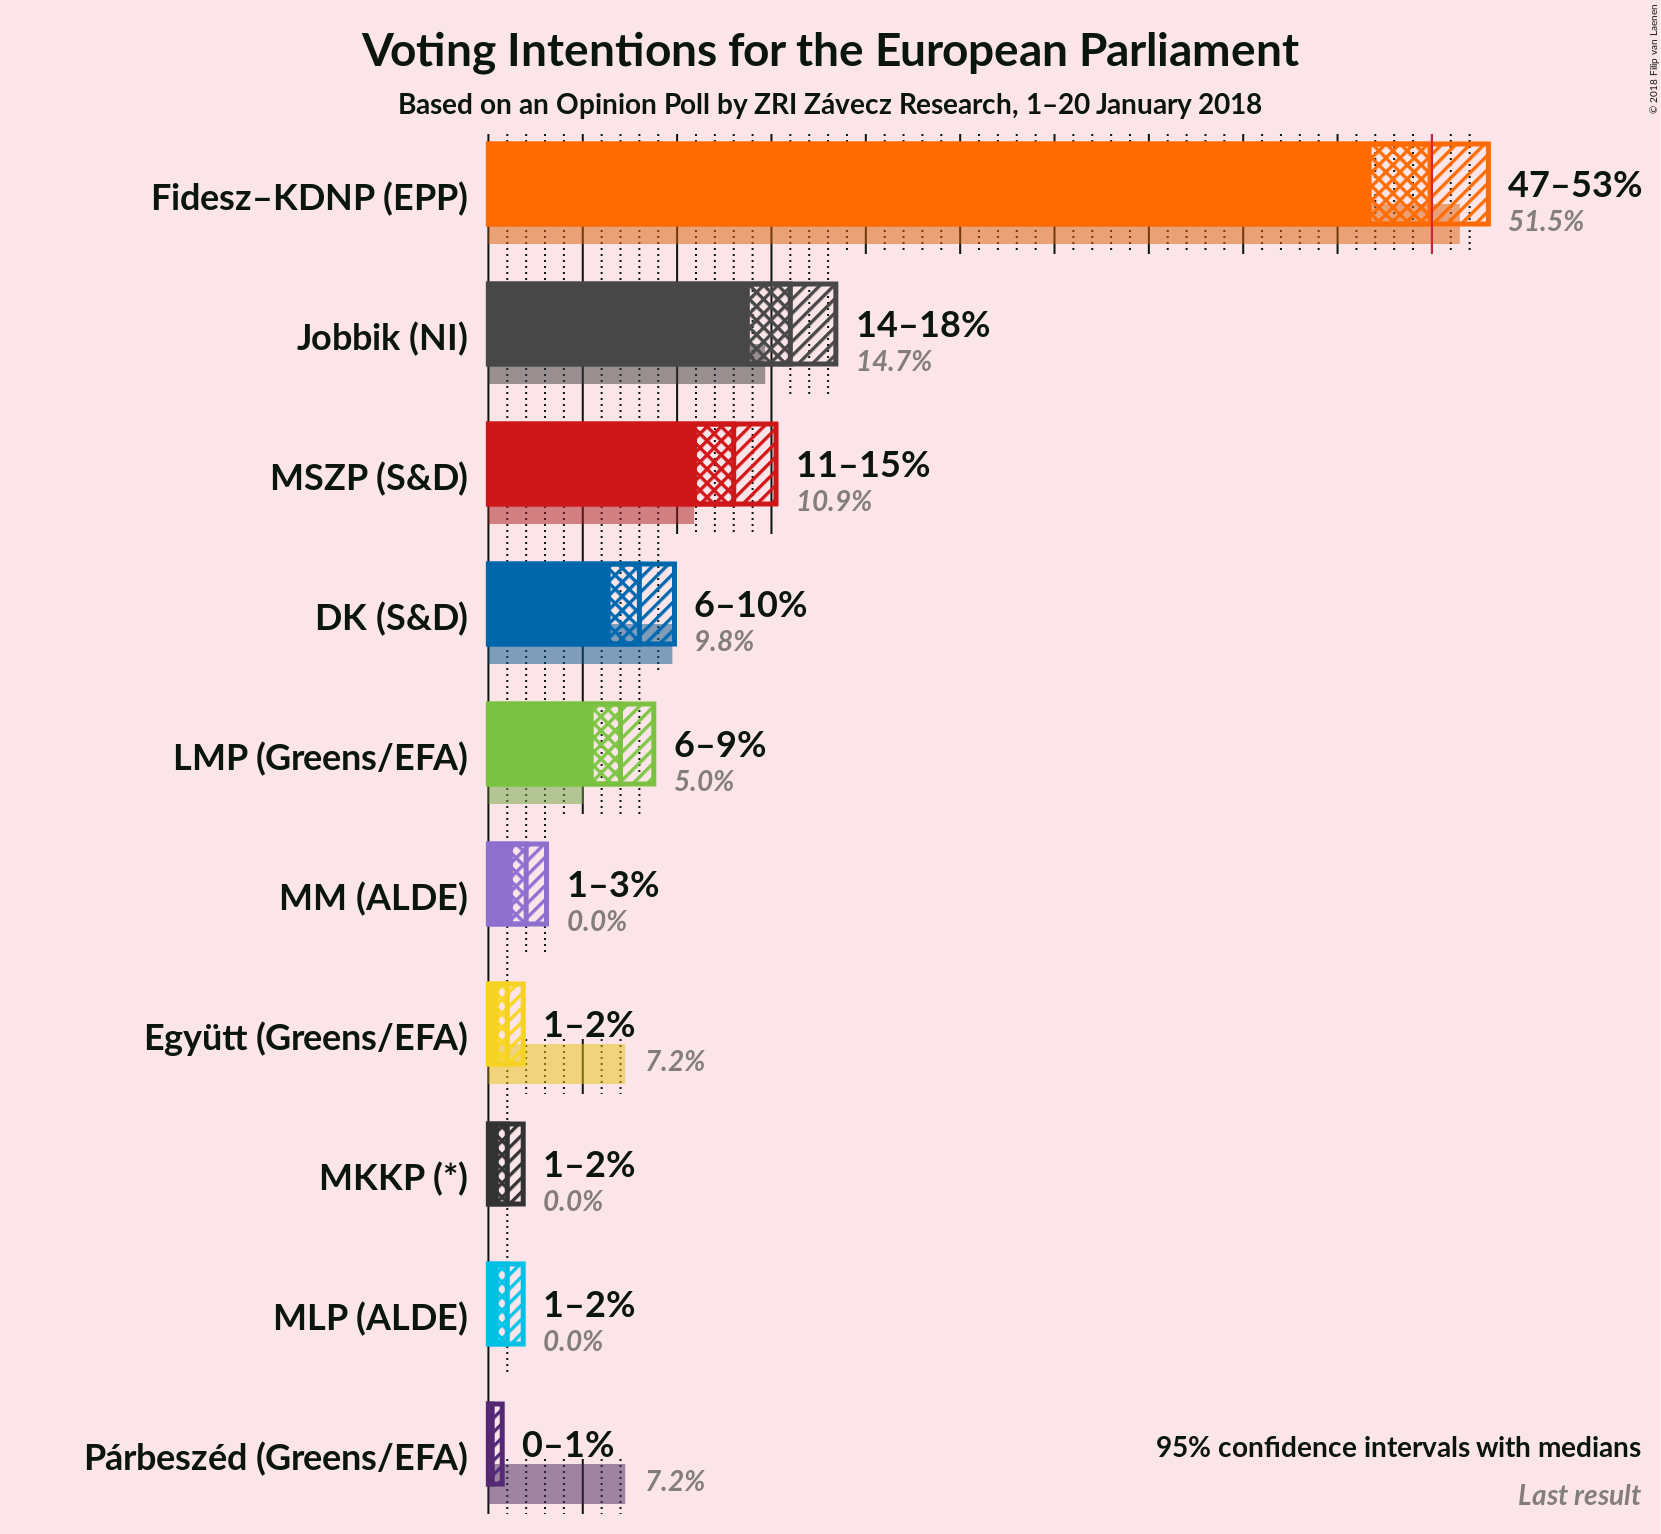 Voting Intentions for the European Parliament
Based on an Opinion Poll by ZRI Závecz Research, 1–20 January 2018
© 2018 Filip van Laenen
Fidesz–KDNP (EPP)
47–53%
51.5%
Jobbik (NI)
14–18%
14.7%
MSZP (S&D)
11–15%
10.9%
DK (S&D)
6–10%
9.8%
LMP (Greens/EFA)
6–9%
5.0%
MM (ALDE)
1–3%
0.0%
Együtt (Greens/EFA)
1–2%
7.2%
MKKP (*)
1–2%
0.0%
MLP (ALDE)
1–2%
0.0%
Párbeszéd (Greens/EFA)
0–1%
7.2%
95% confidence intervals with medians
Last result